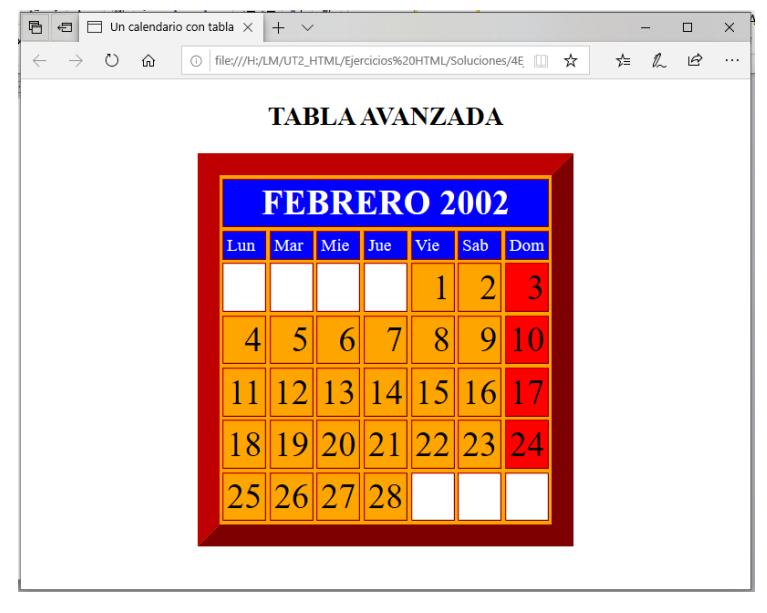 Un calendario con tabla
file:///H:/LM/UT2_HTML/Ejercicios%20HTML/Soluciones/4E
TABLA AVANZADA
FEBRERO 2002
Lun Mar Mie Jue Vie Sab Dom
1 2 3
4 5 6 7 8 9 10
11 12 13 14 15 16 17
18 19 20 21 22 23 24
25 26 27 28